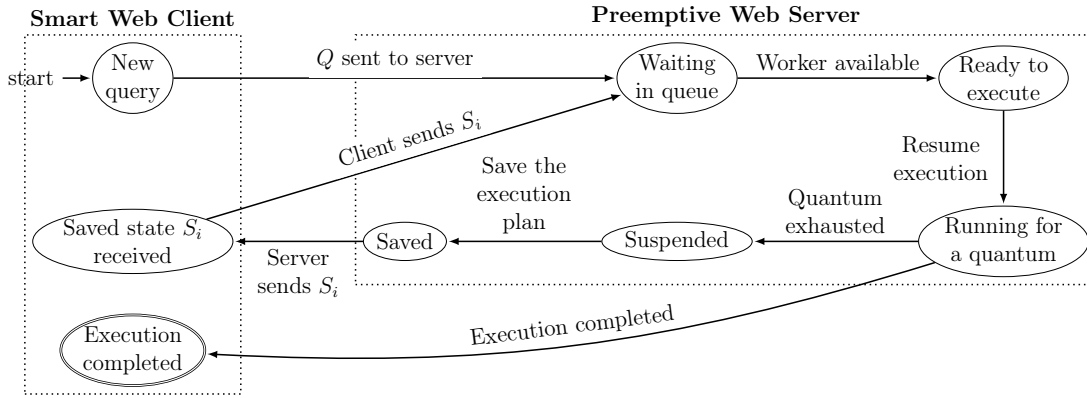 Smart Web Client
Preemptive Web Server
start
New
query
Q sent to server
Waiting
in queue
Worker available
Ready to
execute
Client sends S_i
Resume
execution
Save the
execution
plan
Quantum
exhausted
Saved state S_i
received
Saved
Suspended
Running for
a quantum
Server
sends S_i
Execution completed
Execution
completed